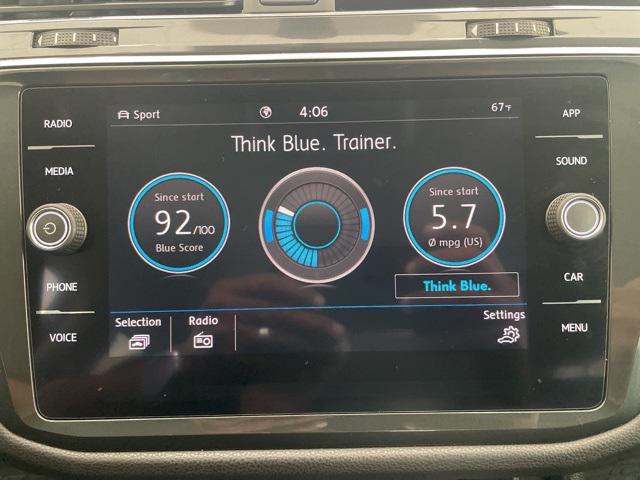 Sport 4:06 67°F
RADIO
APP
Think Blue. Trainer.
MEDIA
SOUND
Since start
92/100
Blue Score
Since start
5.7
Ø mpg (US)
PHONE
CAR
Think Blue.
Selection
Radio
Settings
VOICE
MENU